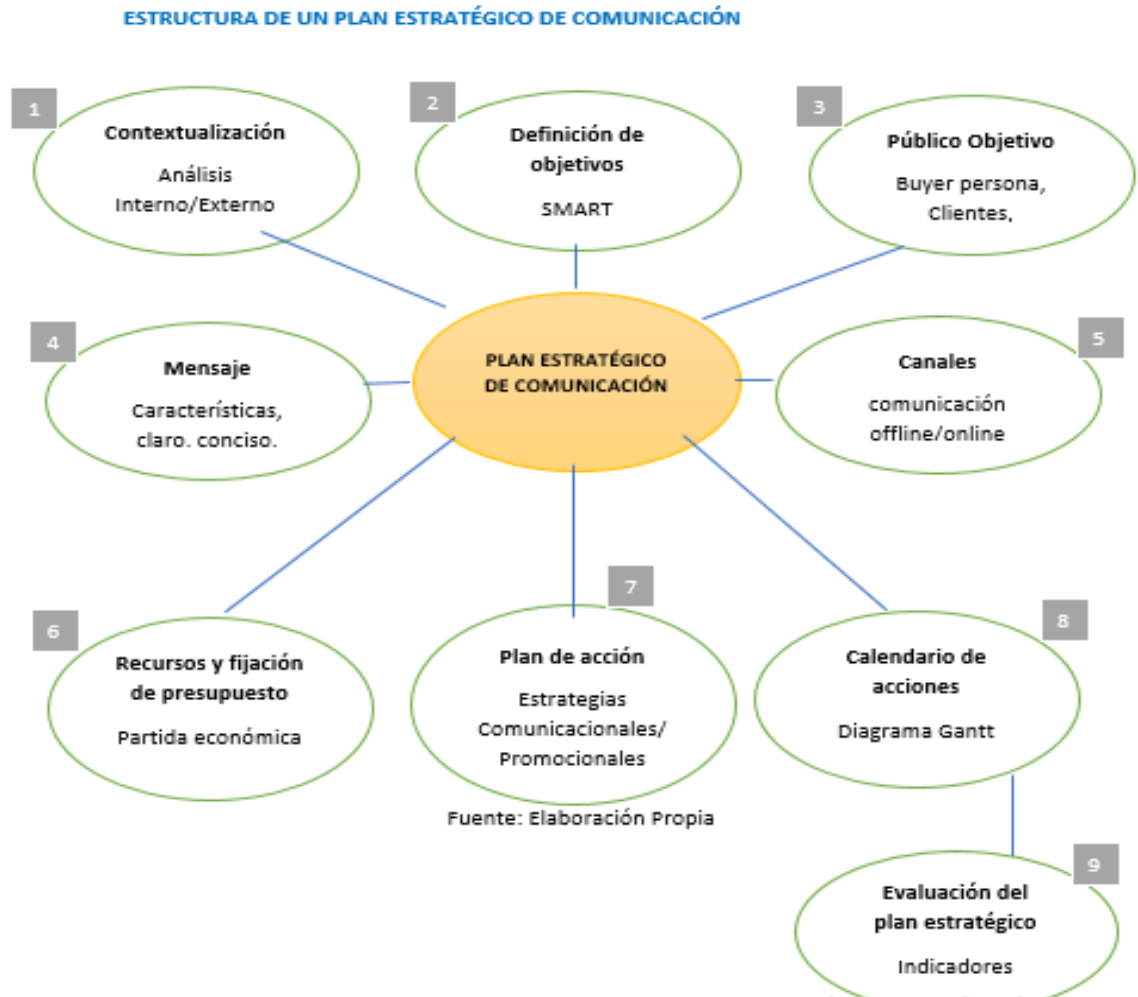 ESTRUCTURA DE UN PLAN ESTRATÉGICO DE COMUNICACIÓN
1
Contextualización
Análisis
Interno/Externo
2
Definición de
objetivos
SMART
3
Público Objetivo
Buyer persona,
Clientes,
PLAN ESTRATÉGICO
DE COMUNICACIÓN
4
Mensaje
Característícas,
claro. conciso.
5
Canales
comunicación
offline/online
6
Recursos y fijación
de presupuesto
Partida económica
7
Plan de acción
Estrategias
Comunicacionales/
Promocionales
8
Calendario de
acciones
Diagrama Gantt
Fuente: Elaboración Propia
9
Evaluación del
plan estratégico
Indicadores